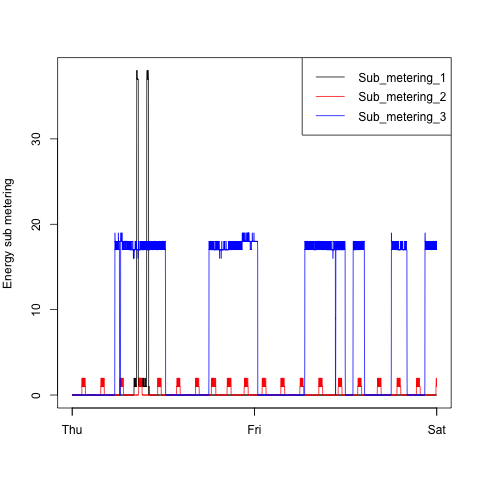 Sub_metering_1
Sub_metering_2
Sub_metering_3
Energy sub metering
30
20
10
0
Thu Fri Sat